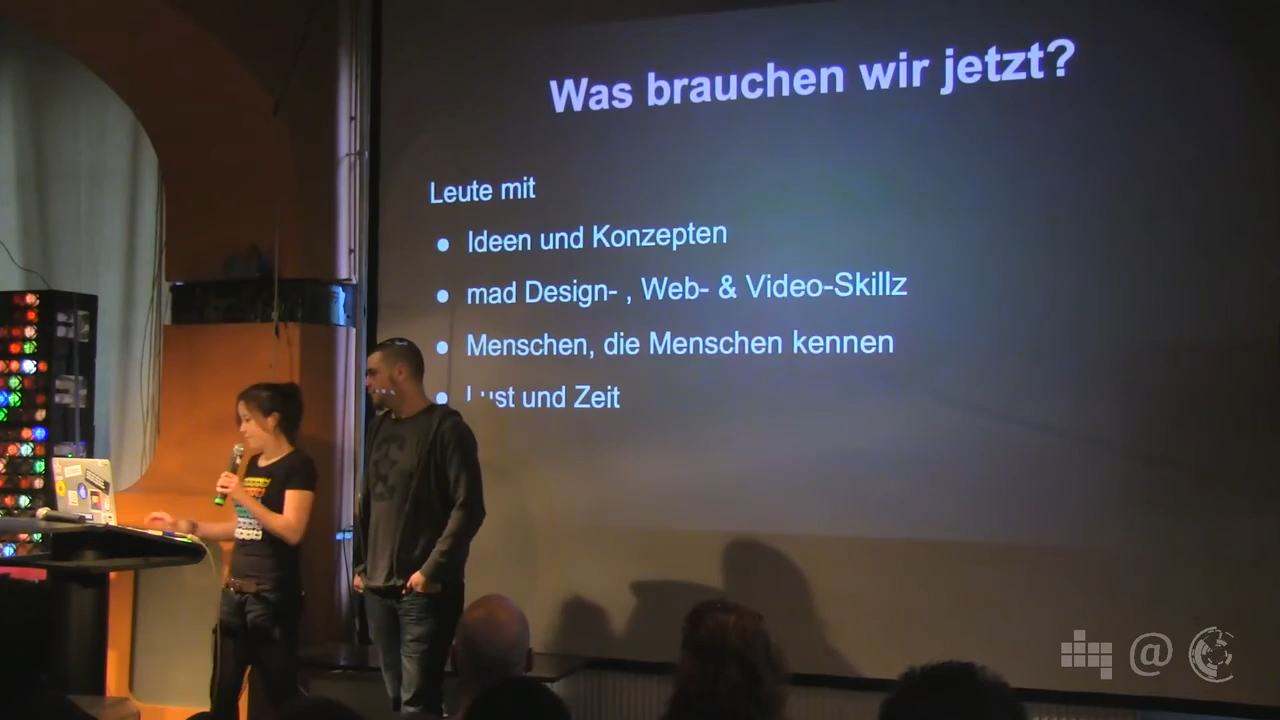 Was brauchen wir jetzt?
Leute mit
● Ideen und Konzepten
● mad Design- , Web- & Video-Skillz
● Menschen, die Menschen kennen
● Lust und Zeit
@